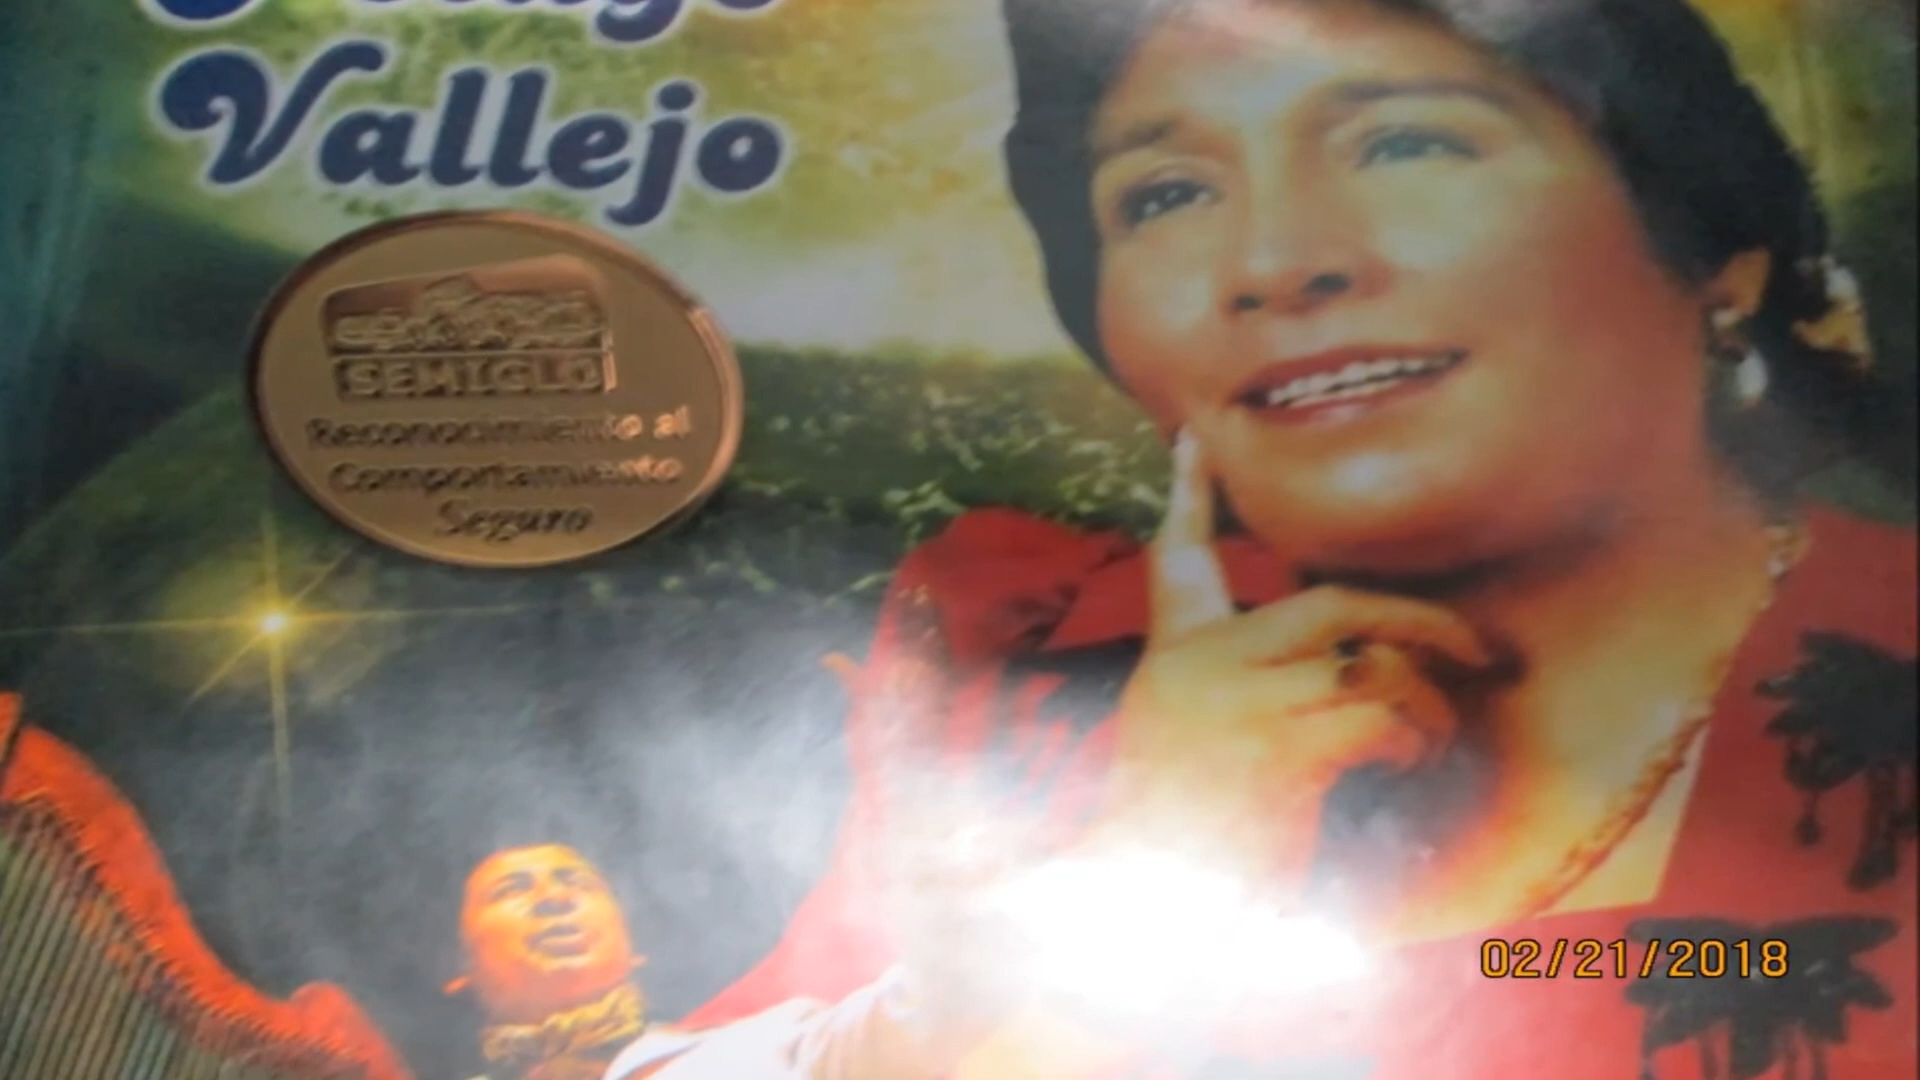 Vallejo
SEMIGLO
Reconocimiento al
Comportamiento
Seguro
02/21/2018